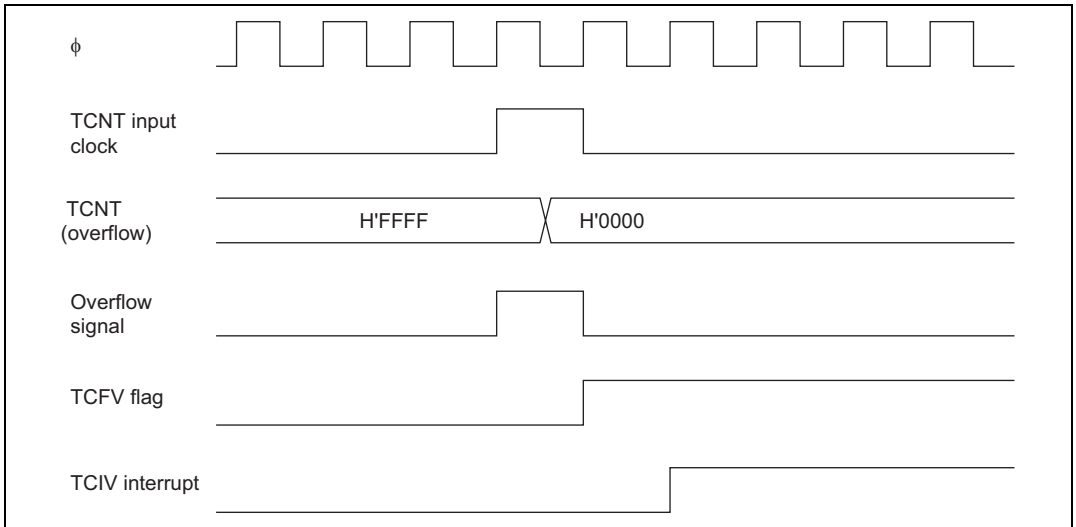 ϕ
TCNT input
clock
TCNT
(overflow)
H'FFFF
H'0000
Overflow
signal
TCFV flag
TCIV interrupt